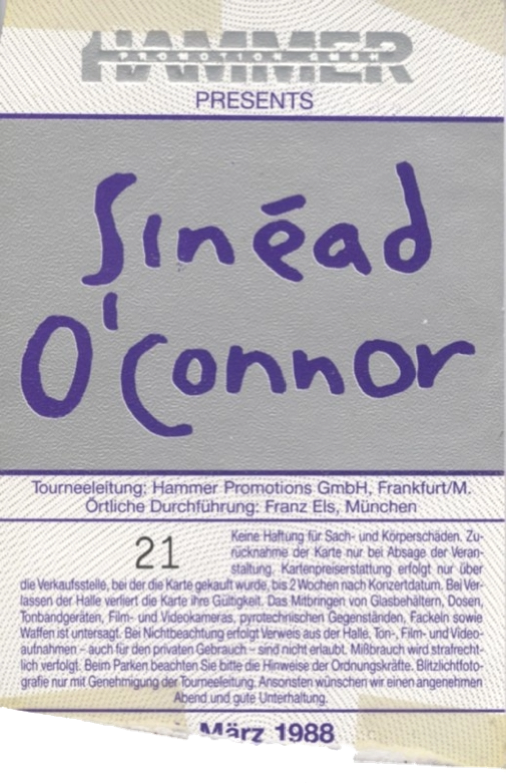 HAMMER
PROMOTION GMBH
PRESENTS
Sinéad
O'Connor
Tourneeleitung: Hammer Promotions GmbH, Frankfurt/M.
Örtliche Durchführung: Franz Els, München
21
Keine Haftung für Sach- und Körperschäden. Zu-
rücknahme der Karte nur bei Absage der Veran-
staltung. Kartenpreiserstattung erfolgt nur über
die Verkaufsstelle, bei der die Karte gekauft wurde, bis 2 Wochen nach Konzertdatum. Bei Ver-
lassen der Halle verliert die Karte ihre Gültigkeit. Das Mitbringen von Glasbehältern, Dosen,
Tonbandgeräten, Film- und Videokameras, pyrotechnischen Gegenständen, Fackeln sowie
Waffen ist untersagt. Bei Nichtbeachtung erfolgt Verweis aus der Halle. Ton-, Film- und Video-
aufnahmen – auch für den privaten Gebrauch – sind nicht erlaubt. Mißbrauch wird strafrecht-
lich verfolgt. Beim Parken beachten Sie bitte die Hinweise der Ordnungskräfte. Blitzlichtfoto-
grafie nur mit Genehmigung der Tourneeleitung. Ansonsten wünschen wir einen angenehmen
Abend und gute Unterhaltung.
März 1988